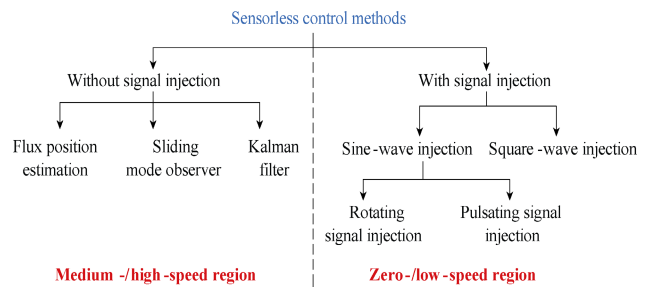 Sensorless control methods
Without signal injection
With signal injection
Flux position
estimation
Sliding
mode observer
Kalman
filter
Sine-wave injection
Square-wave injection
Rotating
signal injection
Pulsating signal
injection
Medium-/high-speed region
Zero-/low-speed region